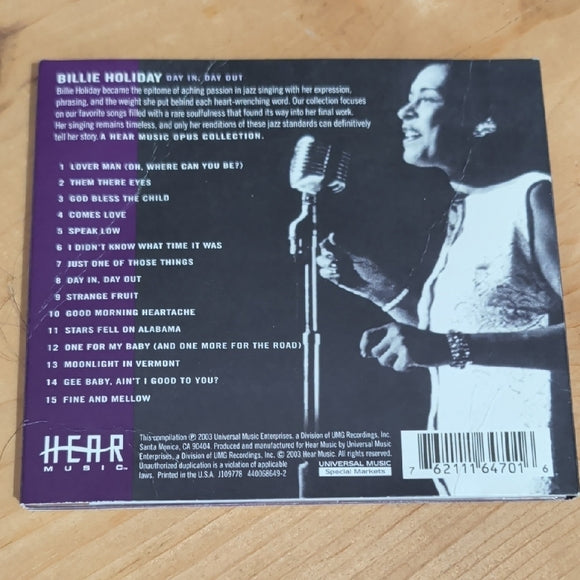 BILLIE HOLIDAY DAY IN, DAY OUT
Billie Holiday became the epitome of aching passion in jazz singing with her expression,
phrasing, and the weight she put behind each heart-wrenching word. Our collection focuses
on our favorite songs filled with a rare soulfulness that found its way into her final work.
Her singing remains timeless, and only her renditions of these jazz standards can definitively
tell her story. A HEAR MUSIC OPUS COLLECTION.
1 LOVER MAN (OH, WHERE CAN YOU BE?)
2 THEM THERE EYES
3 GOD BLESS THE CHILD
4 COMES LOVE
5 SPEAK LOW
6 I DIDN'T KNOW WHAT TIME IT WAS
7 JUST ONE OF THOSE THINGS
8 DAY IN, DAY OUT
9 STRANGE FRUIT
10 GOOD MORNING HEARTACHE
11 STARS FELL ON ALABAMA
12 ONE FOR MY BABY (AND ONE MORE FOR THE ROAD)
13 MOONLIGHT IN VERMONT
14 GEE BABY, AIN'T I GOOD TO YOU?
15 FINE AND MELLOW
HEAR
MUSIC
This compilation ℗ 2003 Universal Music Enterprises, a Division of UMG Recordings, Inc.
Santa Monica, CA 90404. Produced and manufactured for Hear Music by Universal Music
Enterprises, a Division of UMG Recordings, Inc. © 2003 Hear Music. All rights reserved.
Unauthorized duplication is a violation of applicable
laws. Printed in the U.S.A. J109778 440068649-2
UNIVERSAL MUSIC
Special Markets
7 62111 64701 6